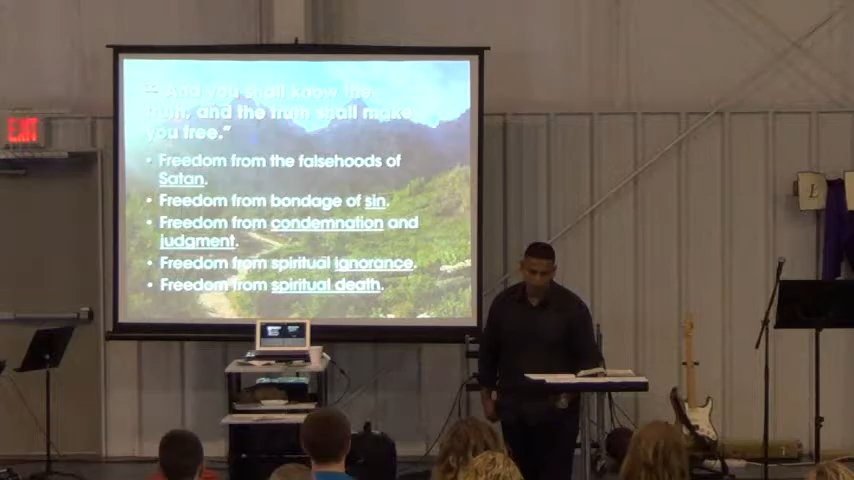 EXIT
" And you shall know the
truth, and the truth shall make
you free."
• Freedom from the falsehoods of
Satan.
• Freedom from bondage of sin.
• Freedom from condemnation and
judgment.
• Freedom from spiritual ignorance.
• Freedom from spiritual death.
L